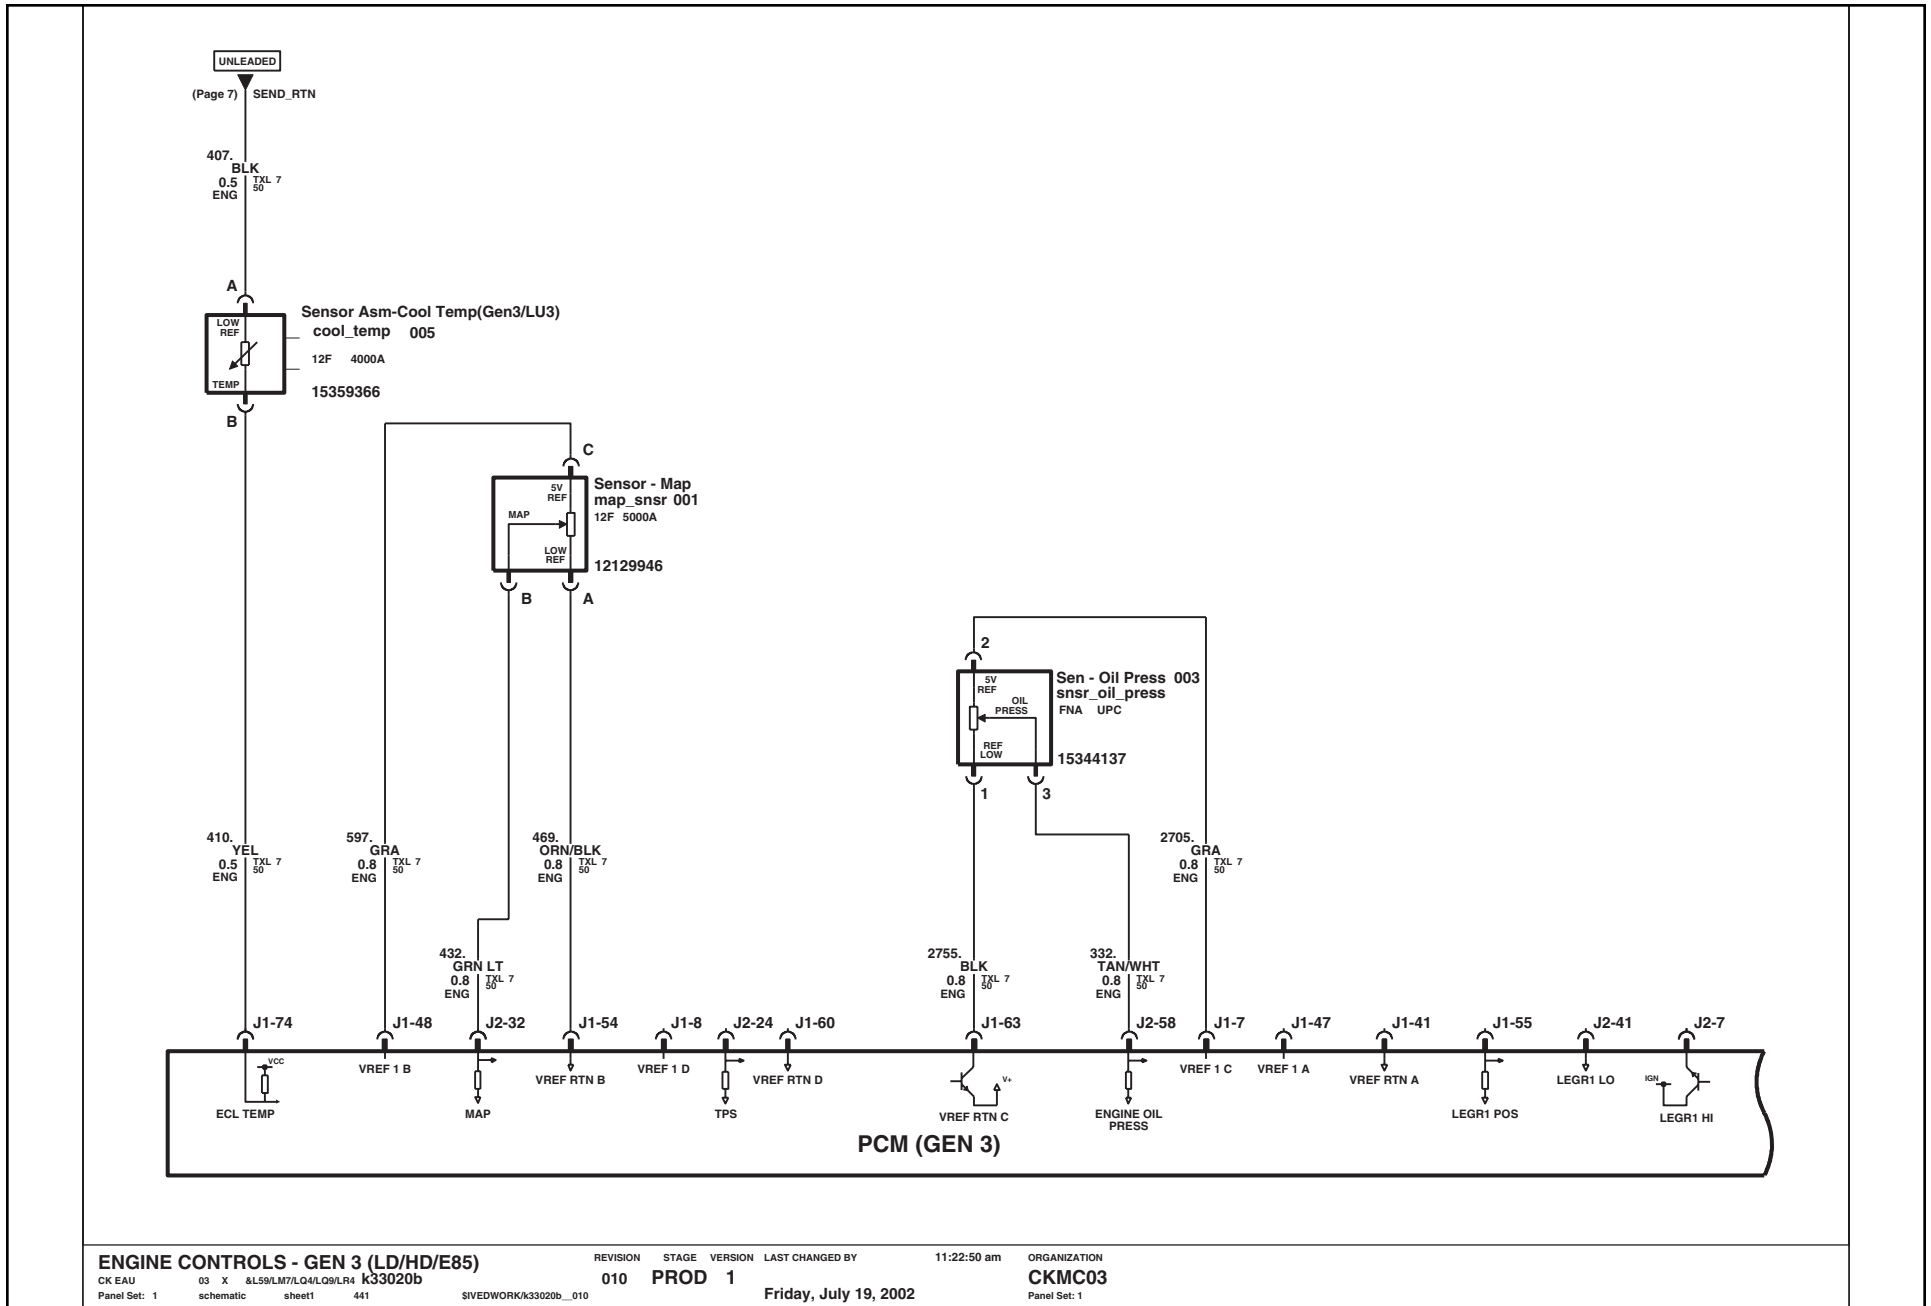 UNLEADED
(Page 7) SEND_RTN
407.
BLK
0.5 TXL 7
50
ENG
A
LOW
REF
TEMP
Sensor Asm-Cool Temp(Gen3/LU3)
cool_temp 005
12F 4000A
15359366
B
C
5V
REF
MAP
LOW
REF
Sensor - Map
map_snsr 001
12F 5000A
12129946
B A
2
5V
REF
OIL
PRESS
REF
LOW
Sen - Oil Press 003
snsr_oil_press
FNA UPC
15344137
1 3
410.
YEL
0.5 TXL 7
50
ENG
597.
GRA
0.8 TXL 7
50
ENG
469.
ORN/BLK
0.8 TXL 7
50
ENG
2705.
GRA
0.8 TXL 7
50
ENG
432.
GRN LT
0.8 TXL 7
50
ENG
2755.
BLK
0.8 TXL 7
50
ENG
332.
TAN/WHT
0.8 TXL 7
50
ENG
J1-74 J1-48 J2-32 J1-54 J1-8 J2-24 J1-60 J1-63 J2-58 J1-7 J1-47 J1-41 J1-55 J2-41 J2-7
VCC
ECL TEMP
VREF 1 B
MAP
VREF RTN B
VREF 1 D
TPS
VREF RTN D
V+
VREF RTN C
ENGINE OIL
PRESS
VREF 1 C
VREF 1 A
VREF RTN A
LEGR1 POS
LEGR1 LO
IGN
LEGR1 HI
PCM (GEN 3)
ENGINE CONTROLS - GEN 3 (LD/HD/E85)
CK EAU 03 X &L59/LM7/LQ4/LQ9/LR4 k33020b
Panel Set: 1 schematic sheet1 441 $IVEDWORK/k33020b__010
REVISION STAGE VERSION LAST CHANGED BY 11:22:50 am ORGANIZATION
010 PROD 1 CKMC03
Friday, July 19, 2002 Panel Set: 1